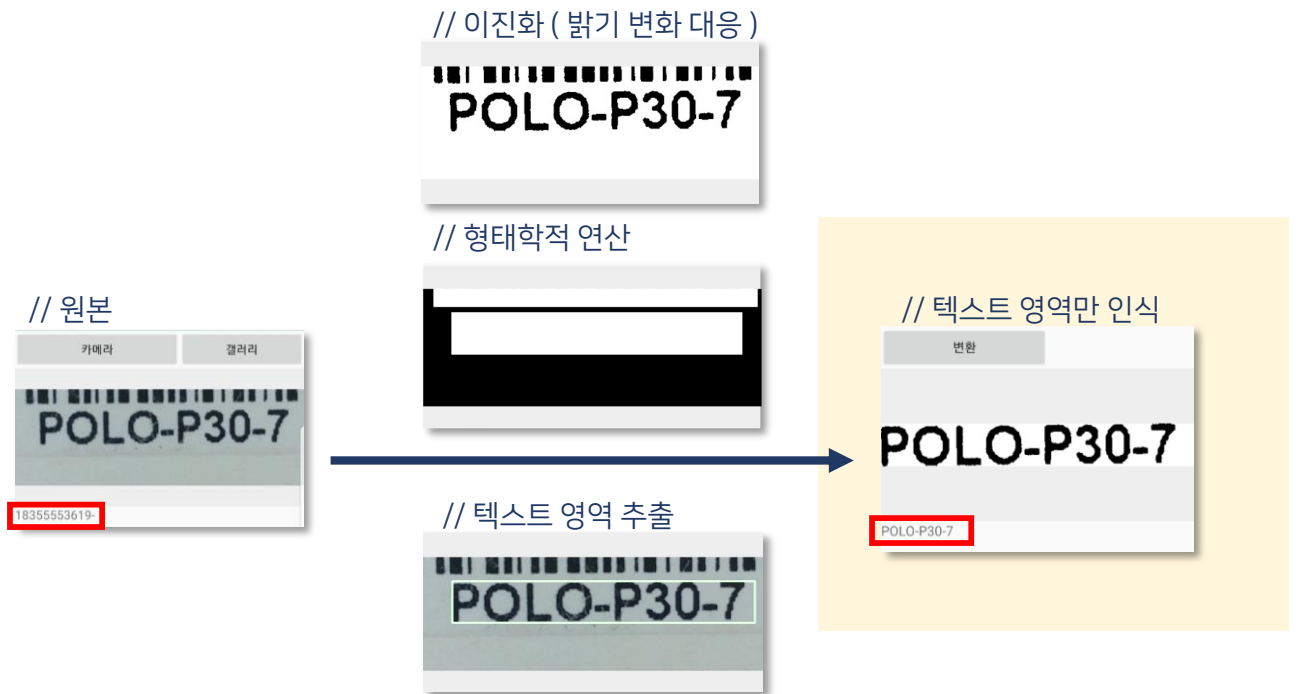 // 이진화 ( 밝기 변화 대응 )
POLO-P30-7
// 형태학적 연산
// 원본
카메라 갤러리
POLO-P30-7
18355553619-
// 텍스트 영역 추출
POLO-P30-7
// 텍스트 영역만 인식
변환
POLO-P30-7
POLO-P30-7